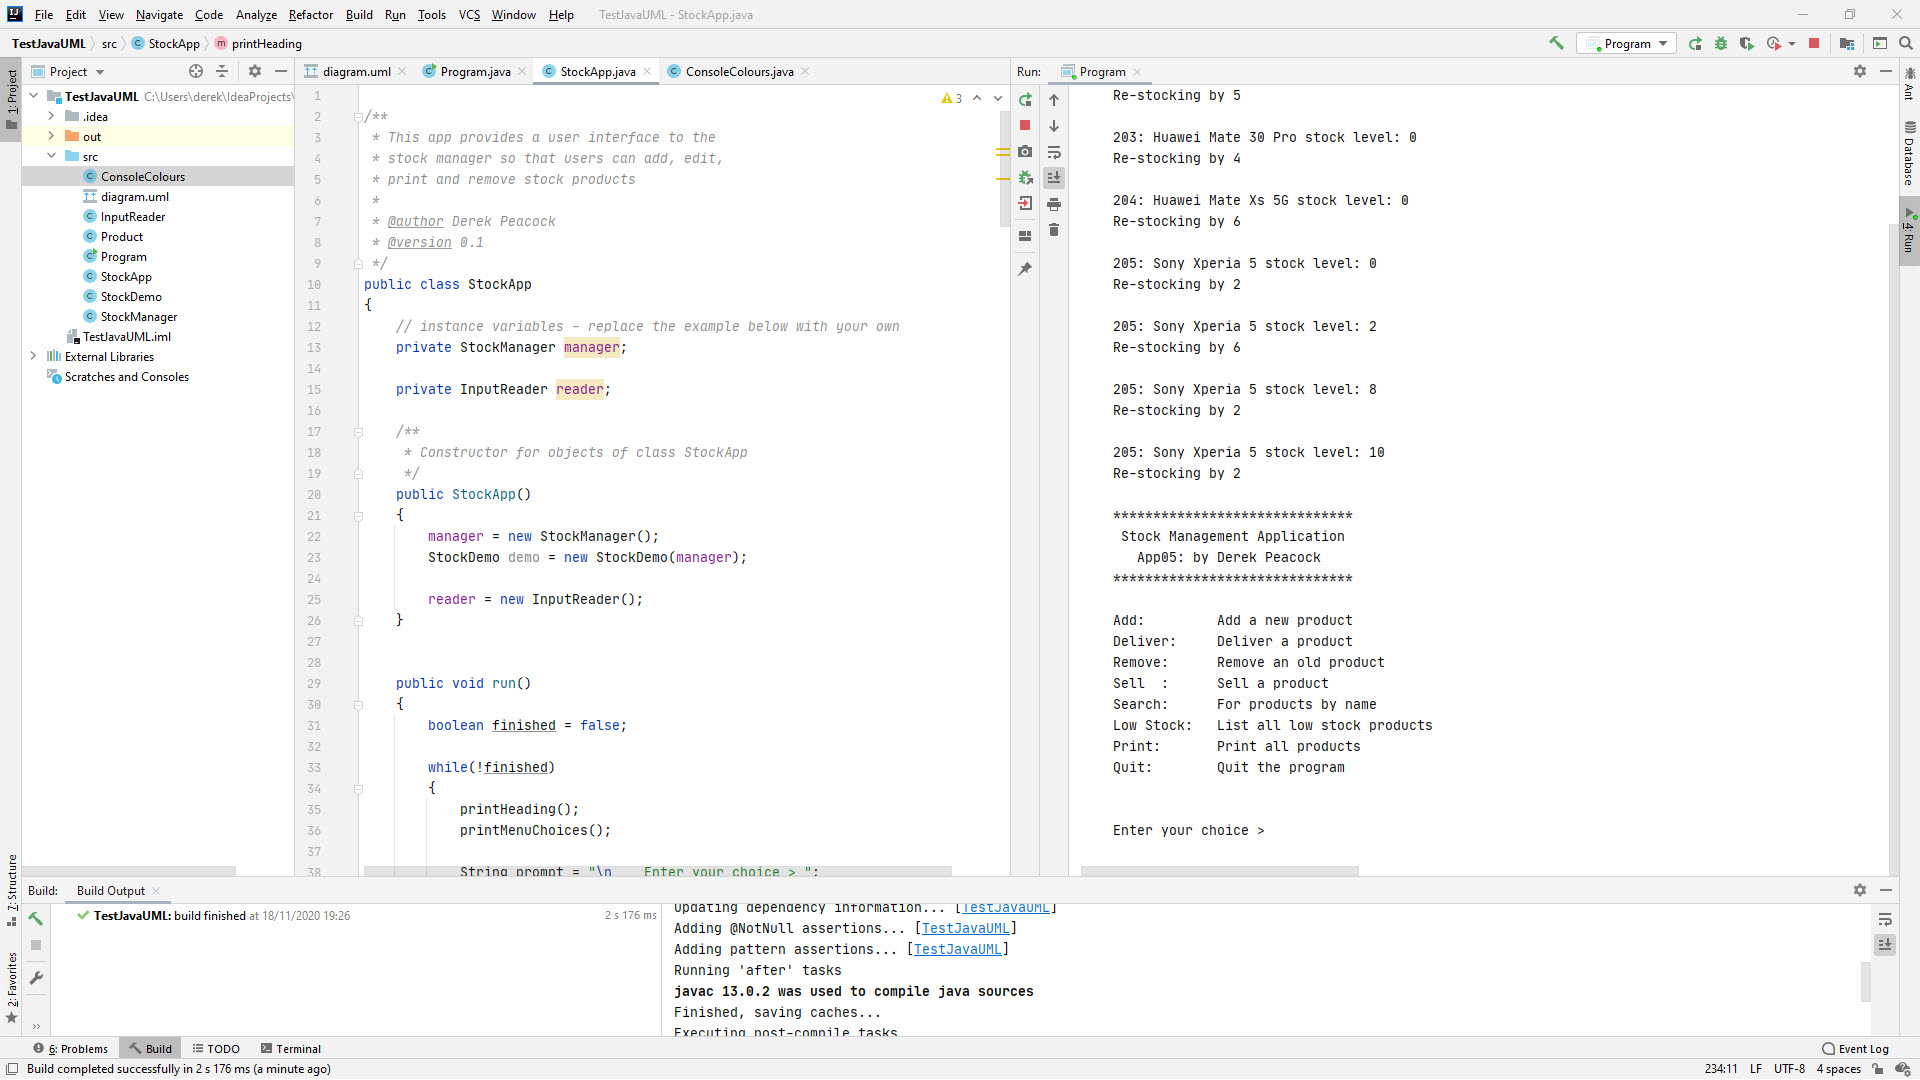 File Edit View Navigate Code Analyze Refactor Build Run Tools VCS Window Help TestJavaUML - StockApp.java
TestJavaUML src StockApp printHeading Program
1: Project
Project
TestJavaUML C:\Users\derek\IdeaProjects\
.idea
out
src
ConsoleColours
diagram.uml
InputReader
Product
Program
StockApp
StockDemo
StockManager
TestJavaUML.iml
External Libraries
Scratches and Consoles
7: Structure
2: Favorites
diagram.uml Program.java StockApp.java ConsoleColours.java
3
1
2 /**
3 * This app provides a user interface to the
4 * stock manager so that users can add, edit,
5 * print and remove stock products
6 *
7 * @author Derek Peacock
8 * @version 0.1
9 */
10 public class StockApp
11 {
12 // instance variables - replace the example below with your own
13 private StockManager manager;
14
15 private InputReader reader;
16
17 /**
18 * Constructor for objects of class StockApp
19 */
20 public StockApp()
21 {
22 manager = new StockManager();
23 StockDemo demo = new StockDemo(manager);
24
25 reader = new InputReader();
26 }
27
28
29 public void run()
30 {
31 boolean finished = false;
32
33 while(!finished)
34 {
35 printHeading();
36 printMenuChoices();
37
38 String prompt = "\n    Enter your choice > ";
Run: Program
Re-stocking by 5
203: Huawei Mate 30 Pro stock level: 0
Re-stocking by 4
204: Huawei Mate Xs 5G stock level: 0
Re-stocking by 6
205: Sony Xperia 5 stock level: 0
Re-stocking by 2
205: Sony Xperia 5 stock level: 2
Re-stocking by 6
205: Sony Xperia 5 stock level: 8
Re-stocking by 2
205: Sony Xperia 5 stock level: 10
Re-stocking by 2
******************************
Stock Management Application
App05: by Derek Peacock
******************************
Add: Add a new product
Deliver: Deliver a product
Remove: Remove an old product
Sell  : Sell a product
Search: For products by name
Low Stock: List all low stock products
Print: Print all products
Quit: Quit the program
Enter your choice >
Ant
Database
4: Run
Build: Build Output
TestJavaUML: build finished at 18/11/2020 19:26 2 s 176 ms
Updating dependency information... [TestJavaUML]
Adding @NotNull assertions... [TestJavaUML]
Adding pattern assertions... [TestJavaUML]
Running 'after' tasks
javac 13.0.2 was used to compile java sources
Finished, saving caches...
Executing post-compile tasks
6: Problems Build TODO Terminal Event Log
Build completed successfully in 2 s 176 ms (a minute ago) 234:11 LF UTF-8 4 spaces